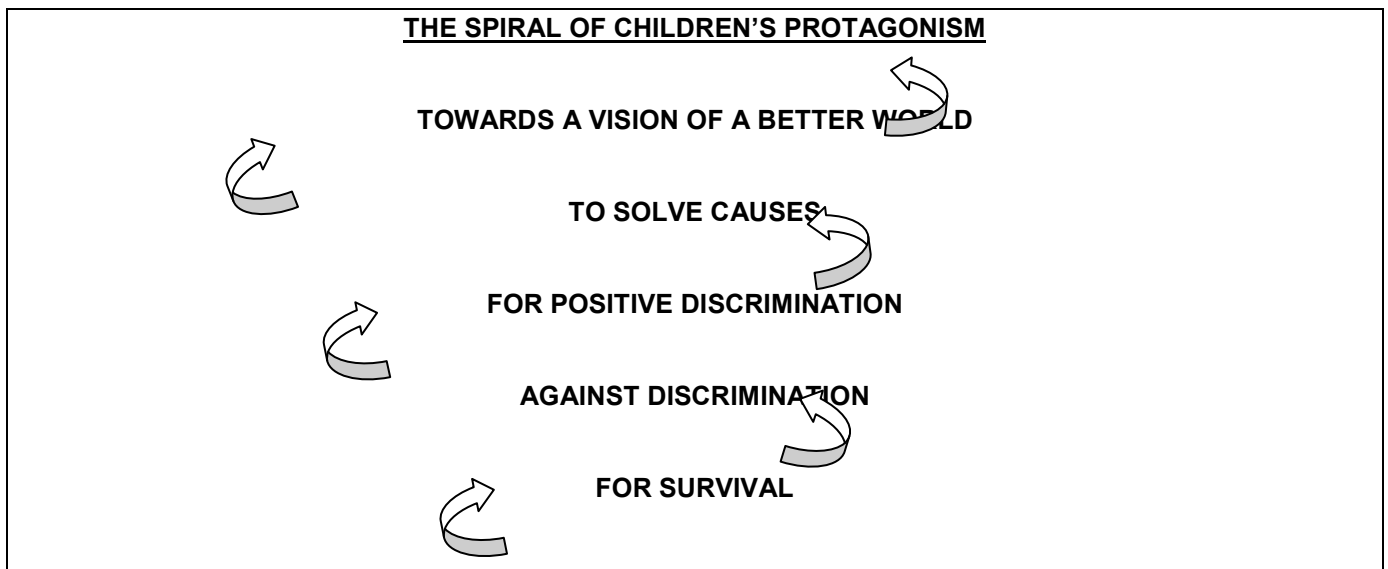 THE SPIRAL OF CHILDREN’S PROTAGONISM
TOWARDS A VISION OF A BETTER WORLD
TO SOLVE CAUSES
FOR POSITIVE DISCRIMINATION
AGAINST DISCRIMINATION
FOR SURVIVAL